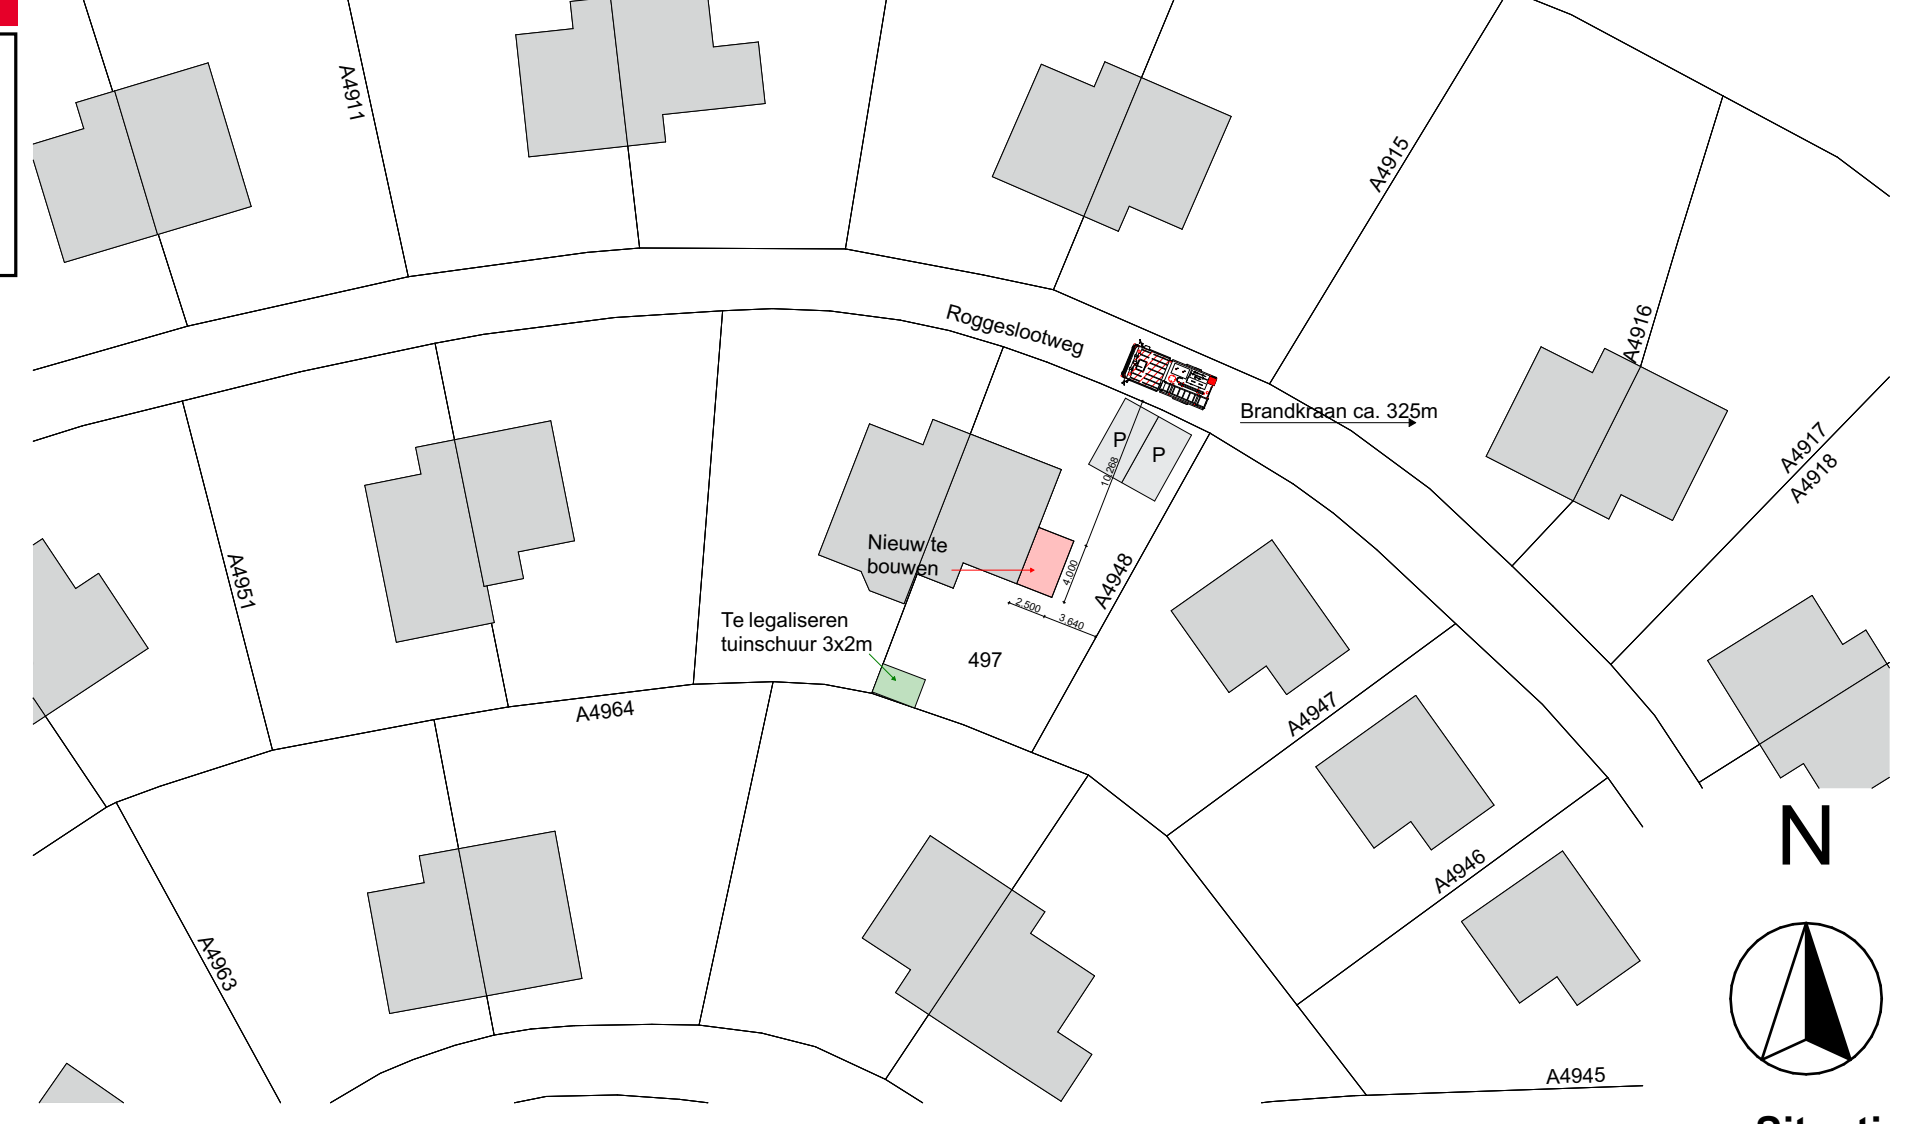 A4911
A4915
A4916
Roggeslootweg
Brandkraan ca. 325m
P
P
10.268
A4917
A4918
Nieuw te
bouwen
4.000
A4948
A4951
2.500
3.640
Te legaliseren
tuinschuur 3x2m
497
A4964
A4947
N
A4946
A4963
A4945